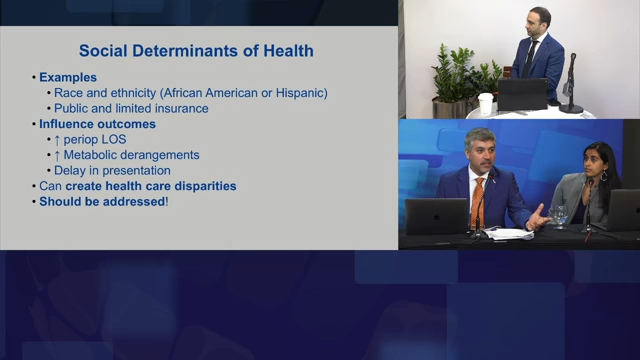 Social Determinants of Health
• Examples
• Race and ethnicity (African American or Hispanic)
• Public and limited insurance
• Influence outcomes
• ↑ periop LOS
• ↑ Metabolic derangements
• Delay in presentation
• Can create health care disparities
• Should be addressed!